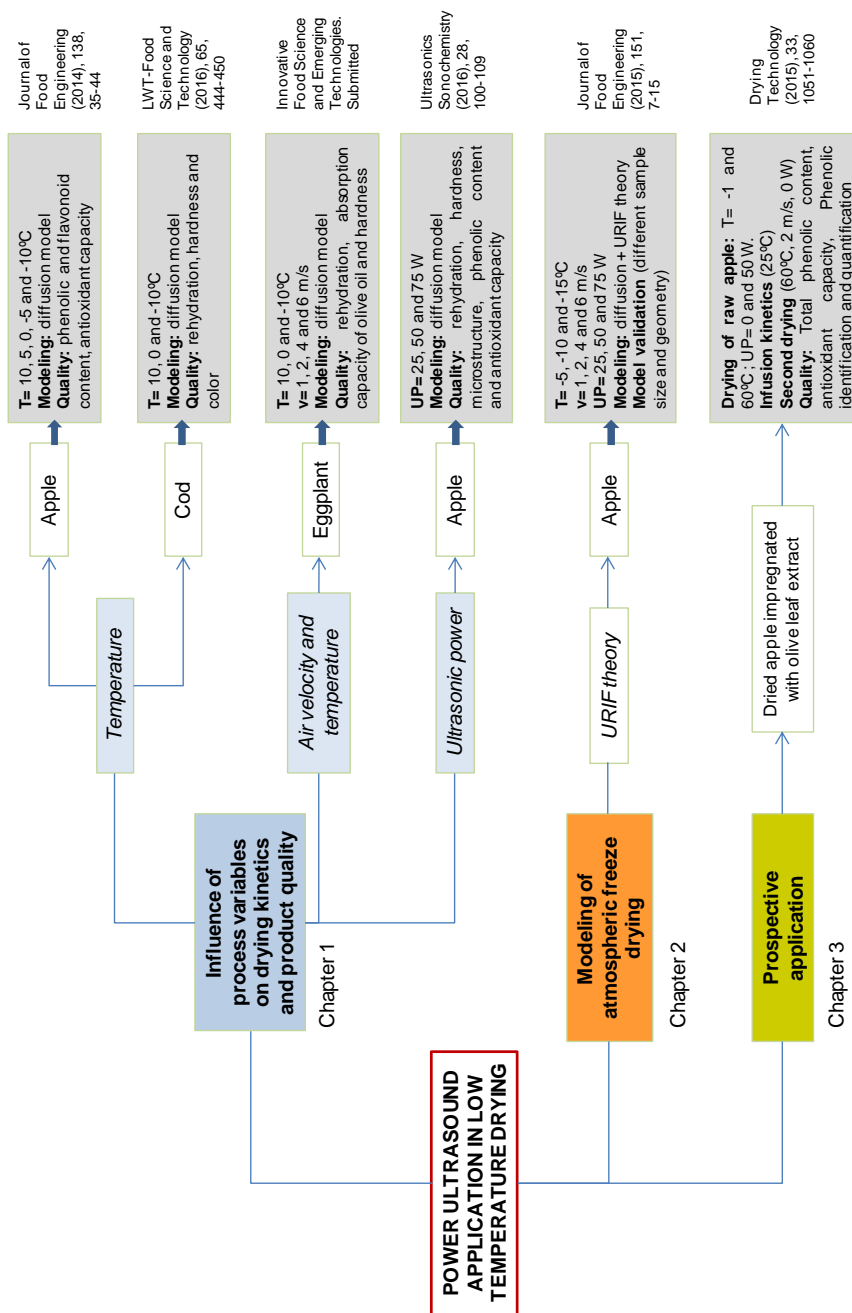 POWER ULTRASOUND
APPLICATION IN LOW
TEMPERATURE DRYING
Influence of
process variables
on drying kinetics
and product quality
Chapter 1
Temperature
Apple
T= 10, 5, 0, -5 and -10ºC
Modeling: diffusion model
Quality: phenolic and flavonoid
content, antioxidant capacity
Journal of
Food
Engineering
(2014), 138,
35-44
Cod
T= 10, 0 and -10ºC
Modeling: diffusion model
Quality: rehydration, hardness and
color
LWT-Food
Science and
Technology
(2016), 65,
444-450
Air velocity and
temperature
Eggplant
T= 10, 0 and -10ºC
v= 1, 2, 4 and 6 m/s
Modeling: diffusion model
Quality: rehydration, absorption
capacity of olive oil and hardness
Innovative
Food Science
and Emerging
Technologies.
Submitted
Ultrasonic power
Apple
UP= 25, 50 and 75 W
Modeling: diffusion model
Quality: rehydration, hardness,
microstructure, phenolic content
and antioxidant capacity
Ultrasonics
Sonochemistry
(2016), 28,
100-109
Modeling of
atmospheric freeze
drying
Chapter 2
URIF theory
Apple
T= -5, -10 and -15ºC
v= 1, 2, 4 and 6 m/s
UP= 25, 50 and 75 W
Modeling: diffusion + URIF theory
Model validation (different sample
size and geometry)
Journal of
Food
Engineering
(2015), 151,
7-15
Prospective
application
Chapter 3
Dried apple impregnated
with olive leaf extract
Drying of raw apple: T= -1 and
60ºC ; UP= 0 and 50 W.
Infusion kinetics (25ºC)
Second drying (60ºC, 2 m/s, 0 W)
Quality: Total phenolic content,
antioxidant capacity, Phenolic
identification and quantification
Drying
Technology
(2015), 33,
1051-1060